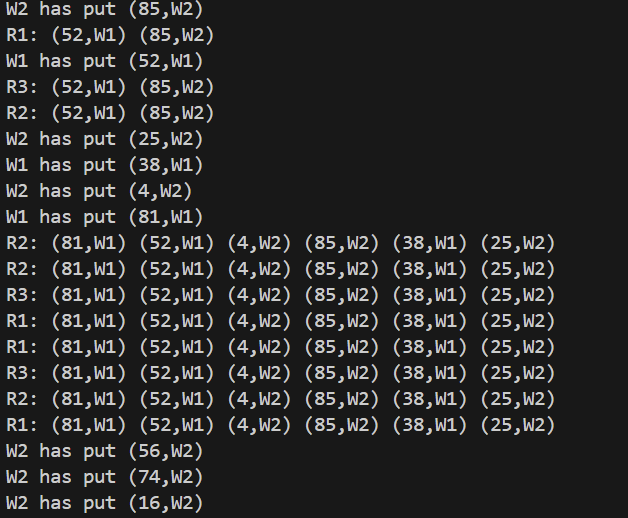 W2 has put (85,W2)
R1: (52,W1) (85,W2)
W1 has put (52,W1)
R3: (52,W1) (85,W2)
R2: (52,W1) (85,W2)
W2 has put (25,W2)
W1 has put (38,W1)
W2 has put (4,W2)
W1 has put (81,W1)
R2: (81,W1) (52,W1) (4,W2) (85,W2) (38,W1) (25,W2)
R2: (81,W1) (52,W1) (4,W2) (85,W2) (38,W1) (25,W2)
R3: (81,W1) (52,W1) (4,W2) (85,W2) (38,W1) (25,W2)
R1: (81,W1) (52,W1) (4,W2) (85,W2) (38,W1) (25,W2)
R1: (81,W1) (52,W1) (4,W2) (85,W2) (38,W1) (25,W2)
R3: (81,W1) (52,W1) (4,W2) (85,W2) (38,W1) (25,W2)
R2: (81,W1) (52,W1) (4,W2) (85,W2) (38,W1) (25,W2)
R1: (81,W1) (52,W1) (4,W2) (85,W2) (38,W1) (25,W2)
W2 has put (56,W2)
W2 has put (74,W2)
W2 has put (16,W2)